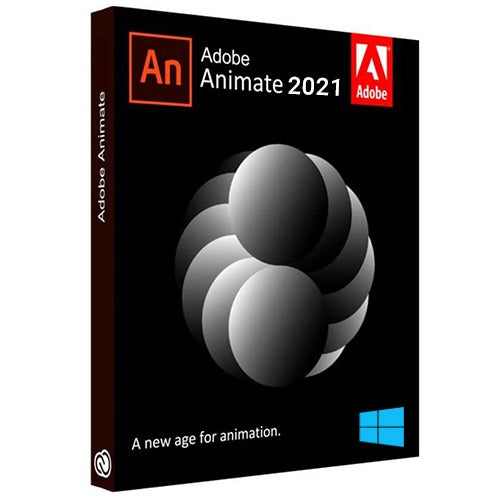 An
Adobe
Animate 2021
Adobe
Adobe Animate
A new age for animation.